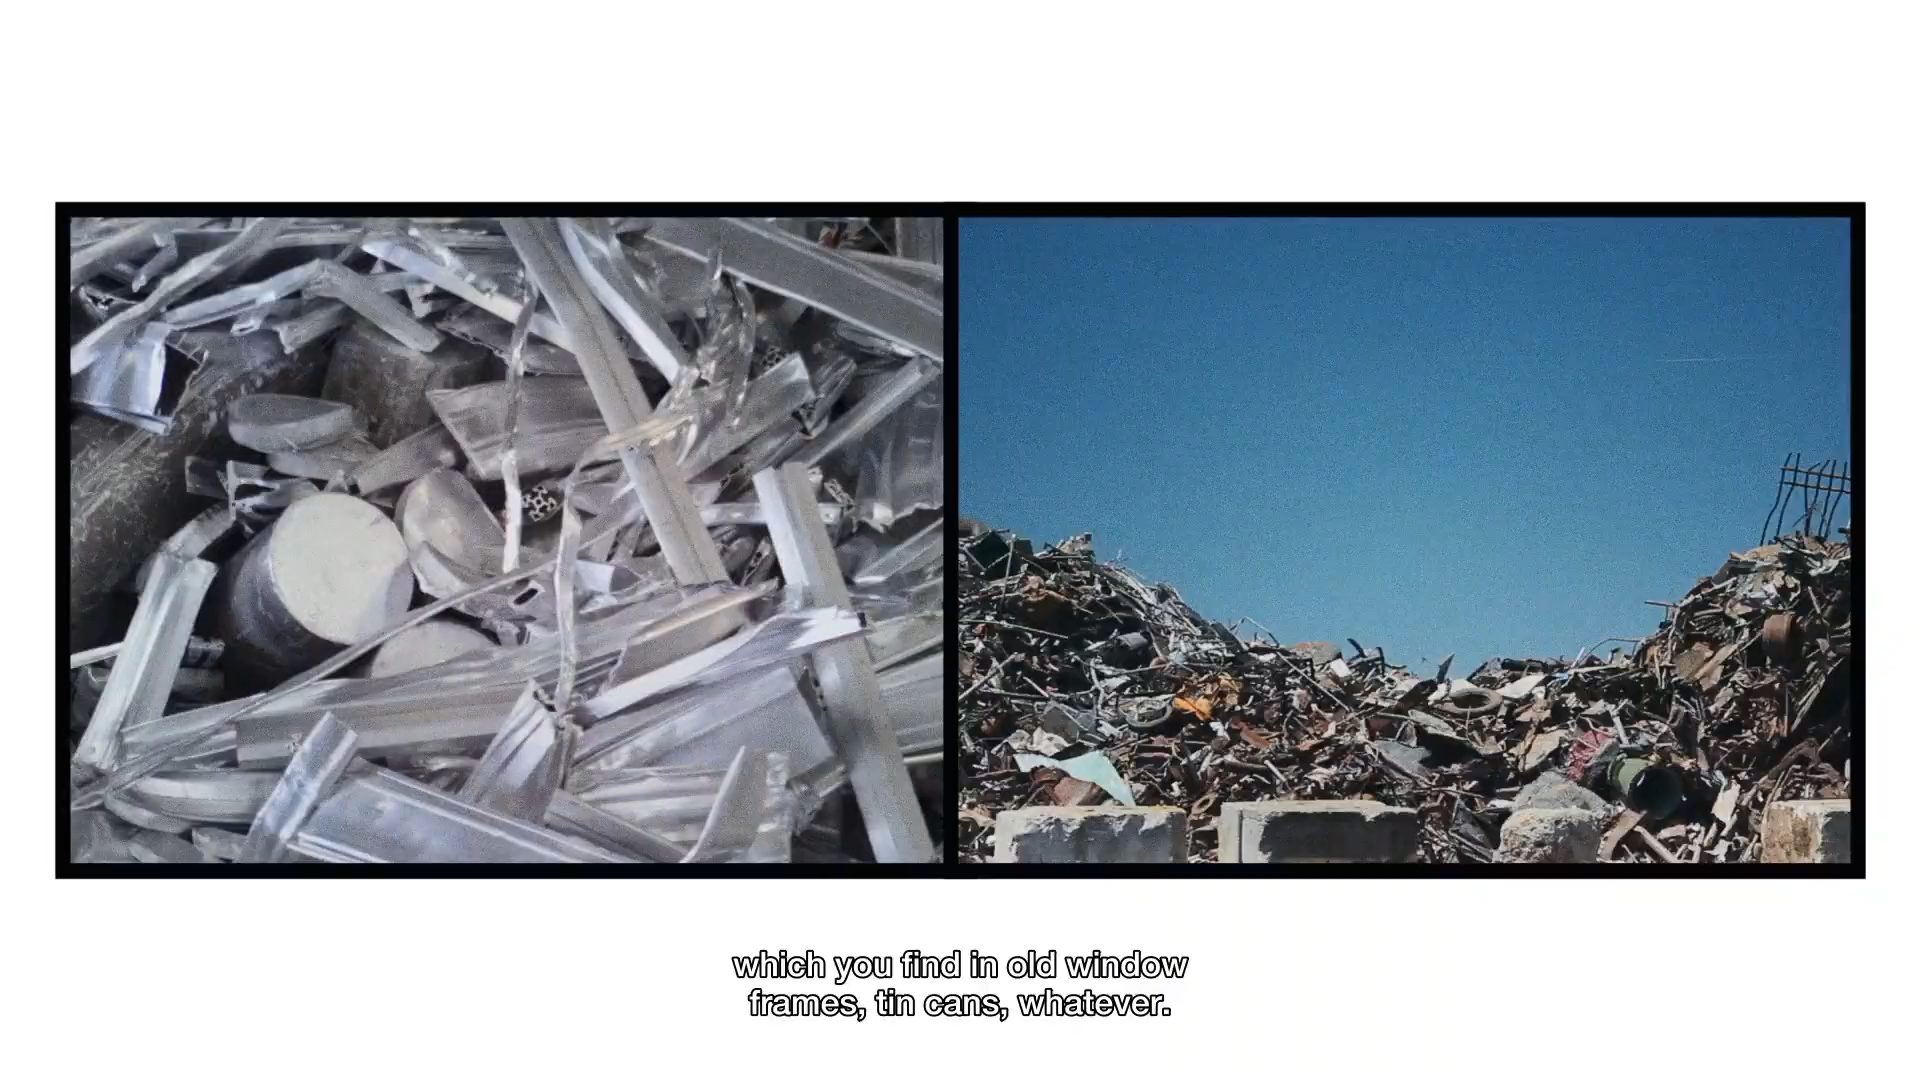 which you find in old window
frames, tin cans, whatever.